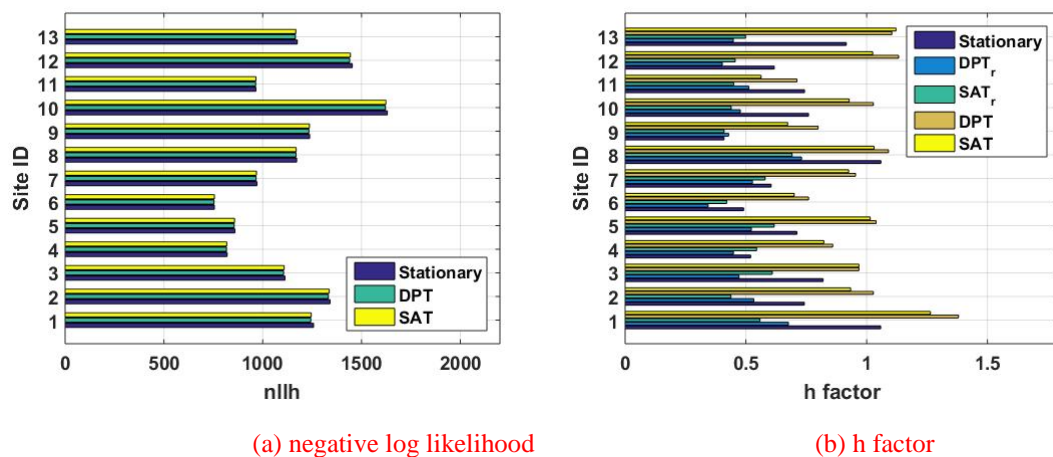 Site ID
13
12
11
10
9
8
7
6
5
4
3
2
1
0
500
1000
1500
2000
nllh
Stationary
DPT
SAT
(a) negative log likelihood
Site ID
13
12
11
10
9
8
7
6
5
4
3
2
1
0
0.5
1
1.5
h factor
Stationary
DPTr
SATr
DPT
SAT
(b) h factor